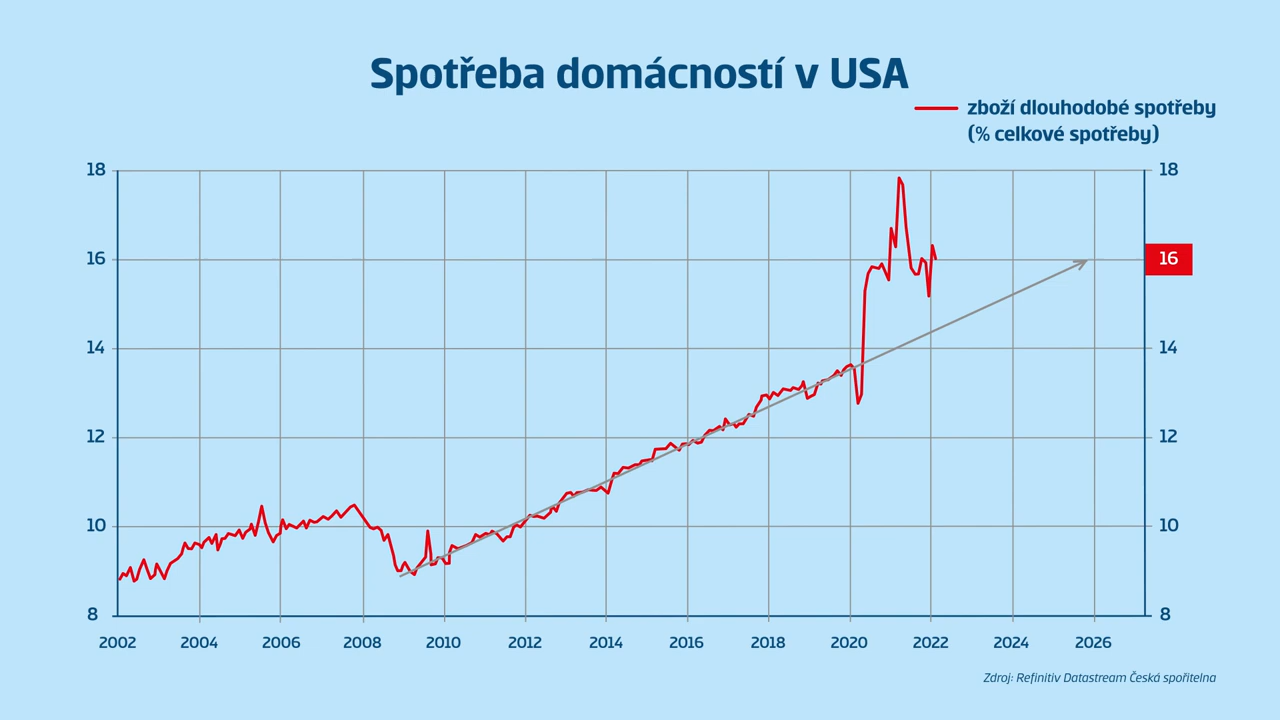 Spotřeba domácností v USA
zboží dlouhodobé spotřeby
(% celkové spotřeby)
18 18
16 16
14 14
12 12
10 10
8 8
2002 2004 2006 2008 2010 2012 2014 2016 2018 2020 2022 2024 2026
Zdroj: Refinitiv Datastream Česká spořitelna